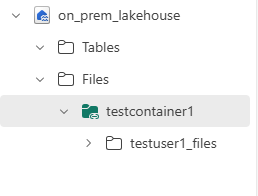 on_prem_lakehouse
Tables
Files
testcontainer1
testuser1_files